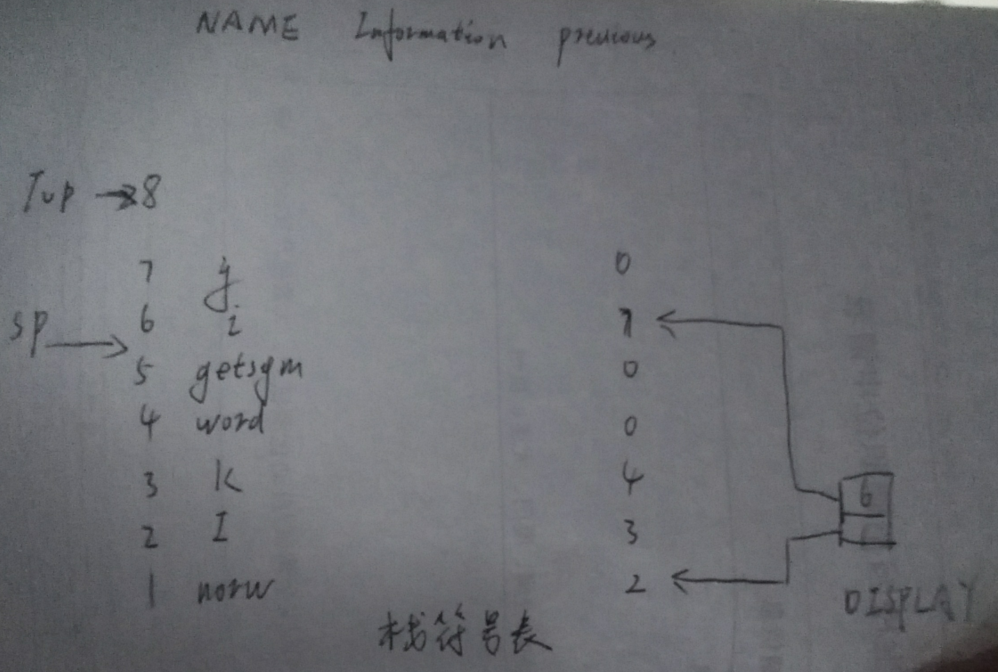 NAME Information previous
Tup → 8
7 j 0
6 i 7
sp →
5 getsym 0
4 word 0
3 K 4
6
2 I 3
1 norw 2
DISPLAY
栈符号表